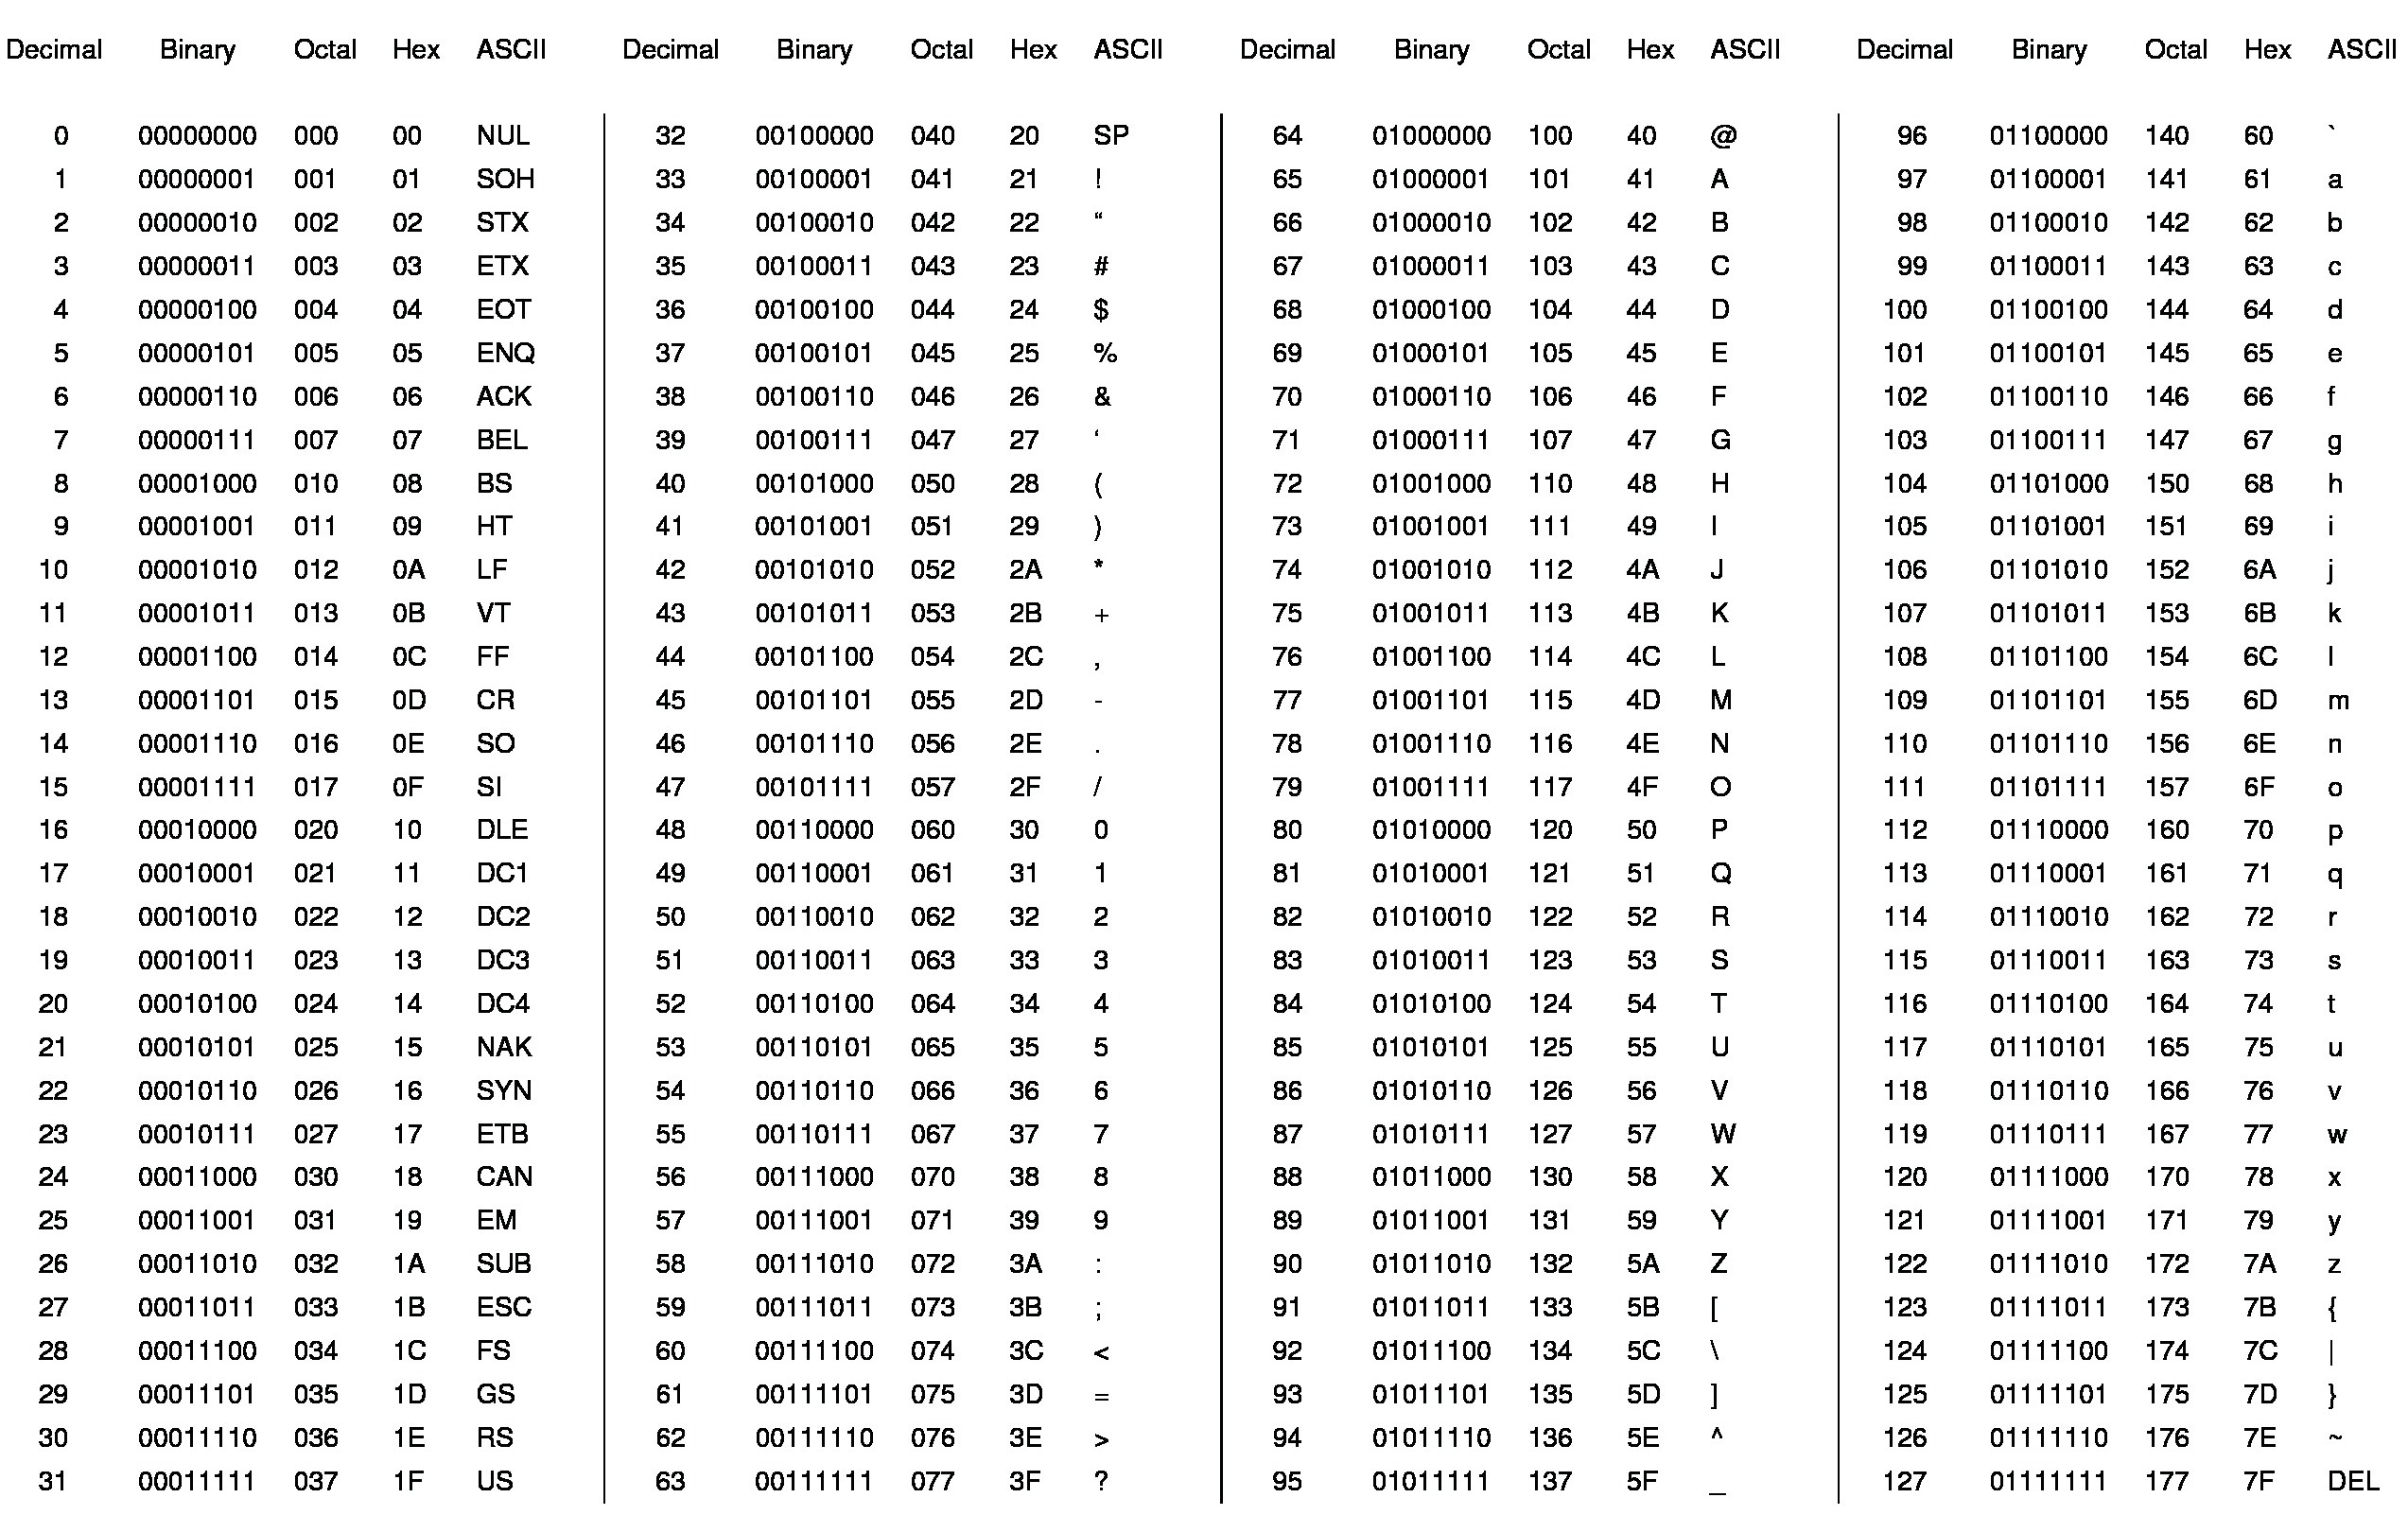 Decimal Binary Octal Hex ASCII Decimal Binary Octal Hex ASCII Decimal Binary Octal Hex ASCII Decimal Binary Octal Hex ASCII
0 00000000 000 00 NUL 32 00100000 040 20 SP 64 01000000 100 40 @ 96 01100000 140 60 `
1 00000001 001 01 SOH 33 00100001 041 21 ! 65 01000001 101 41 A 97 01100001 141 61 a
2 00000010 002 02 STX 34 00100010 042 22 “ 66 01000010 102 42 B 98 01100010 142 62 b
3 00000011 003 03 ETX 35 00100011 043 23 # 67 01000011 103 43 C 99 01100011 143 63 c
4 00000100 004 04 EOT 36 00100100 044 24 $ 68 01000100 104 44 D 100 01100100 144 64 d
5 00000101 005 05 ENQ 37 00100101 045 25 % 69 01000101 105 45 E 101 01100101 145 65 e
6 00000110 006 06 ACK 38 00100110 046 26 & 70 01000110 106 46 F 102 01100110 146 66 f
7 00000111 007 07 BEL 39 00100111 047 27 ‘ 71 01000111 107 47 G 103 01100111 147 67 g
8 00001000 010 08 BS 40 00101000 050 28 ( 72 01001000 110 48 H 104 01101000 150 68 h
9 00001001 011 09 HT 41 00101001 051 29 ) 73 01001001 111 49 I 105 01101001 151 69 i
10 00001010 012 0A LF 42 00101010 052 2A * 74 01001010 112 4A J 106 01101010 152 6A j
11 00001011 013 0B VT 43 00101011 053 2B + 75 01001011 113 4B K 107 01101011 153 6B k
12 00001100 014 0C FF 44 00101100 054 2C , 76 01001100 114 4C L 108 01101100 154 6C l
13 00001101 015 0D CR 45 00101101 055 2D - 77 01001101 115 4D M 109 01101101 155 6D m
14 00001110 016 0E SO 46 00101110 056 2E . 78 01001110 116 4E N 110 01101110 156 6E n
15 00001111 017 0F SI 47 00101111 057 2F / 79 01001111 117 4F O 111 01101111 157 6F o
16 00010000 020 10 DLE 48 00110000 060 30 0 80 01010000 120 50 P 112 01110000 160 70 p
17 00010001 021 11 DC1 49 00110001 061 31 1 81 01010001 121 51 Q 113 01110001 161 71 q
18 00010010 022 12 DC2 50 00110010 062 32 2 82 01010010 122 52 R 114 01110010 162 72 r
19 00010011 023 13 DC3 51 00110011 063 33 3 83 01010011 123 53 S 115 01110011 163 73 s
20 00010100 024 14 DC4 52 00110100 064 34 4 84 01010100 124 54 T 116 01110100 164 74 t
21 00010101 025 15 NAK 53 00110101 065 35 5 85 01010101 125 55 U 117 01110101 165 75 u
22 00010110 026 16 SYN 54 00110110 066 36 6 86 01010110 126 56 V 118 01110110 166 76 v
23 00010111 027 17 ETB 55 00110111 067 37 7 87 01010111 127 57 W 119 01110111 167 77 w
24 00011000 030 18 CAN 56 00111000 070 38 8 88 01011000 130 58 X 120 01111000 170 78 x
25 00011001 031 19 EM 57 00111001 071 39 9 89 01011001 131 59 Y 121 01111001 171 79 y
26 00011010 032 1A SUB 58 00111010 072 3A : 90 01011010 132 5A Z 122 01111010 172 7A z
27 00011011 033 1B ESC 59 00111011 073 3B ; 91 01011011 133 5B [ 123 01111011 173 7B {
28 00011100 034 1C FS 60 00111100 074 3C < 92 01011100 134 5C \ 124 01111100 174 7C |
29 00011101 035 1D GS 61 00111101 075 3D = 93 01011101 135 5D ] 125 01111101 175 7D }
30 00011110 036 1E RS 62 00111110 076 3E > 94 01011110 136 5E ^ 126 01111110 176 7E ~
31 00011111 037 1F US 63 00111111 077 3F ? 95 01011111 137 5F _ 127 01111111 177 7F DEL